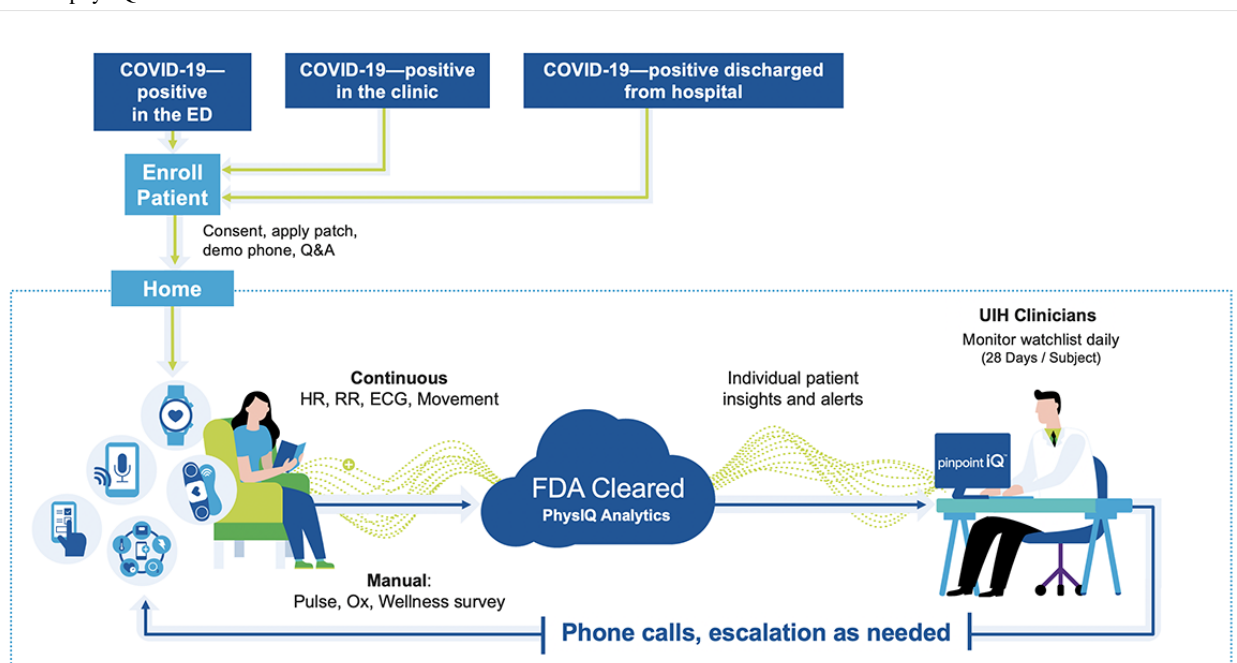 COVID-19—
positive
in the ED
COVID-19—positive
in the clinic
COVID-19—positive discharged
from hospital
Enroll
Patient
Consent, apply patch,
demo phone, Q&A
Home
UIH Clinicians
Monitor watchlist daily
(28 Days / Subject)
Continuous
HR, RR, ECG, Movement
Individual patient
insights and alerts
FDA Cleared
PhysIQ Analytics
pinpoint iQ™
Manual:
Pulse, Ox, Wellness survey
Phone calls, escalation as needed